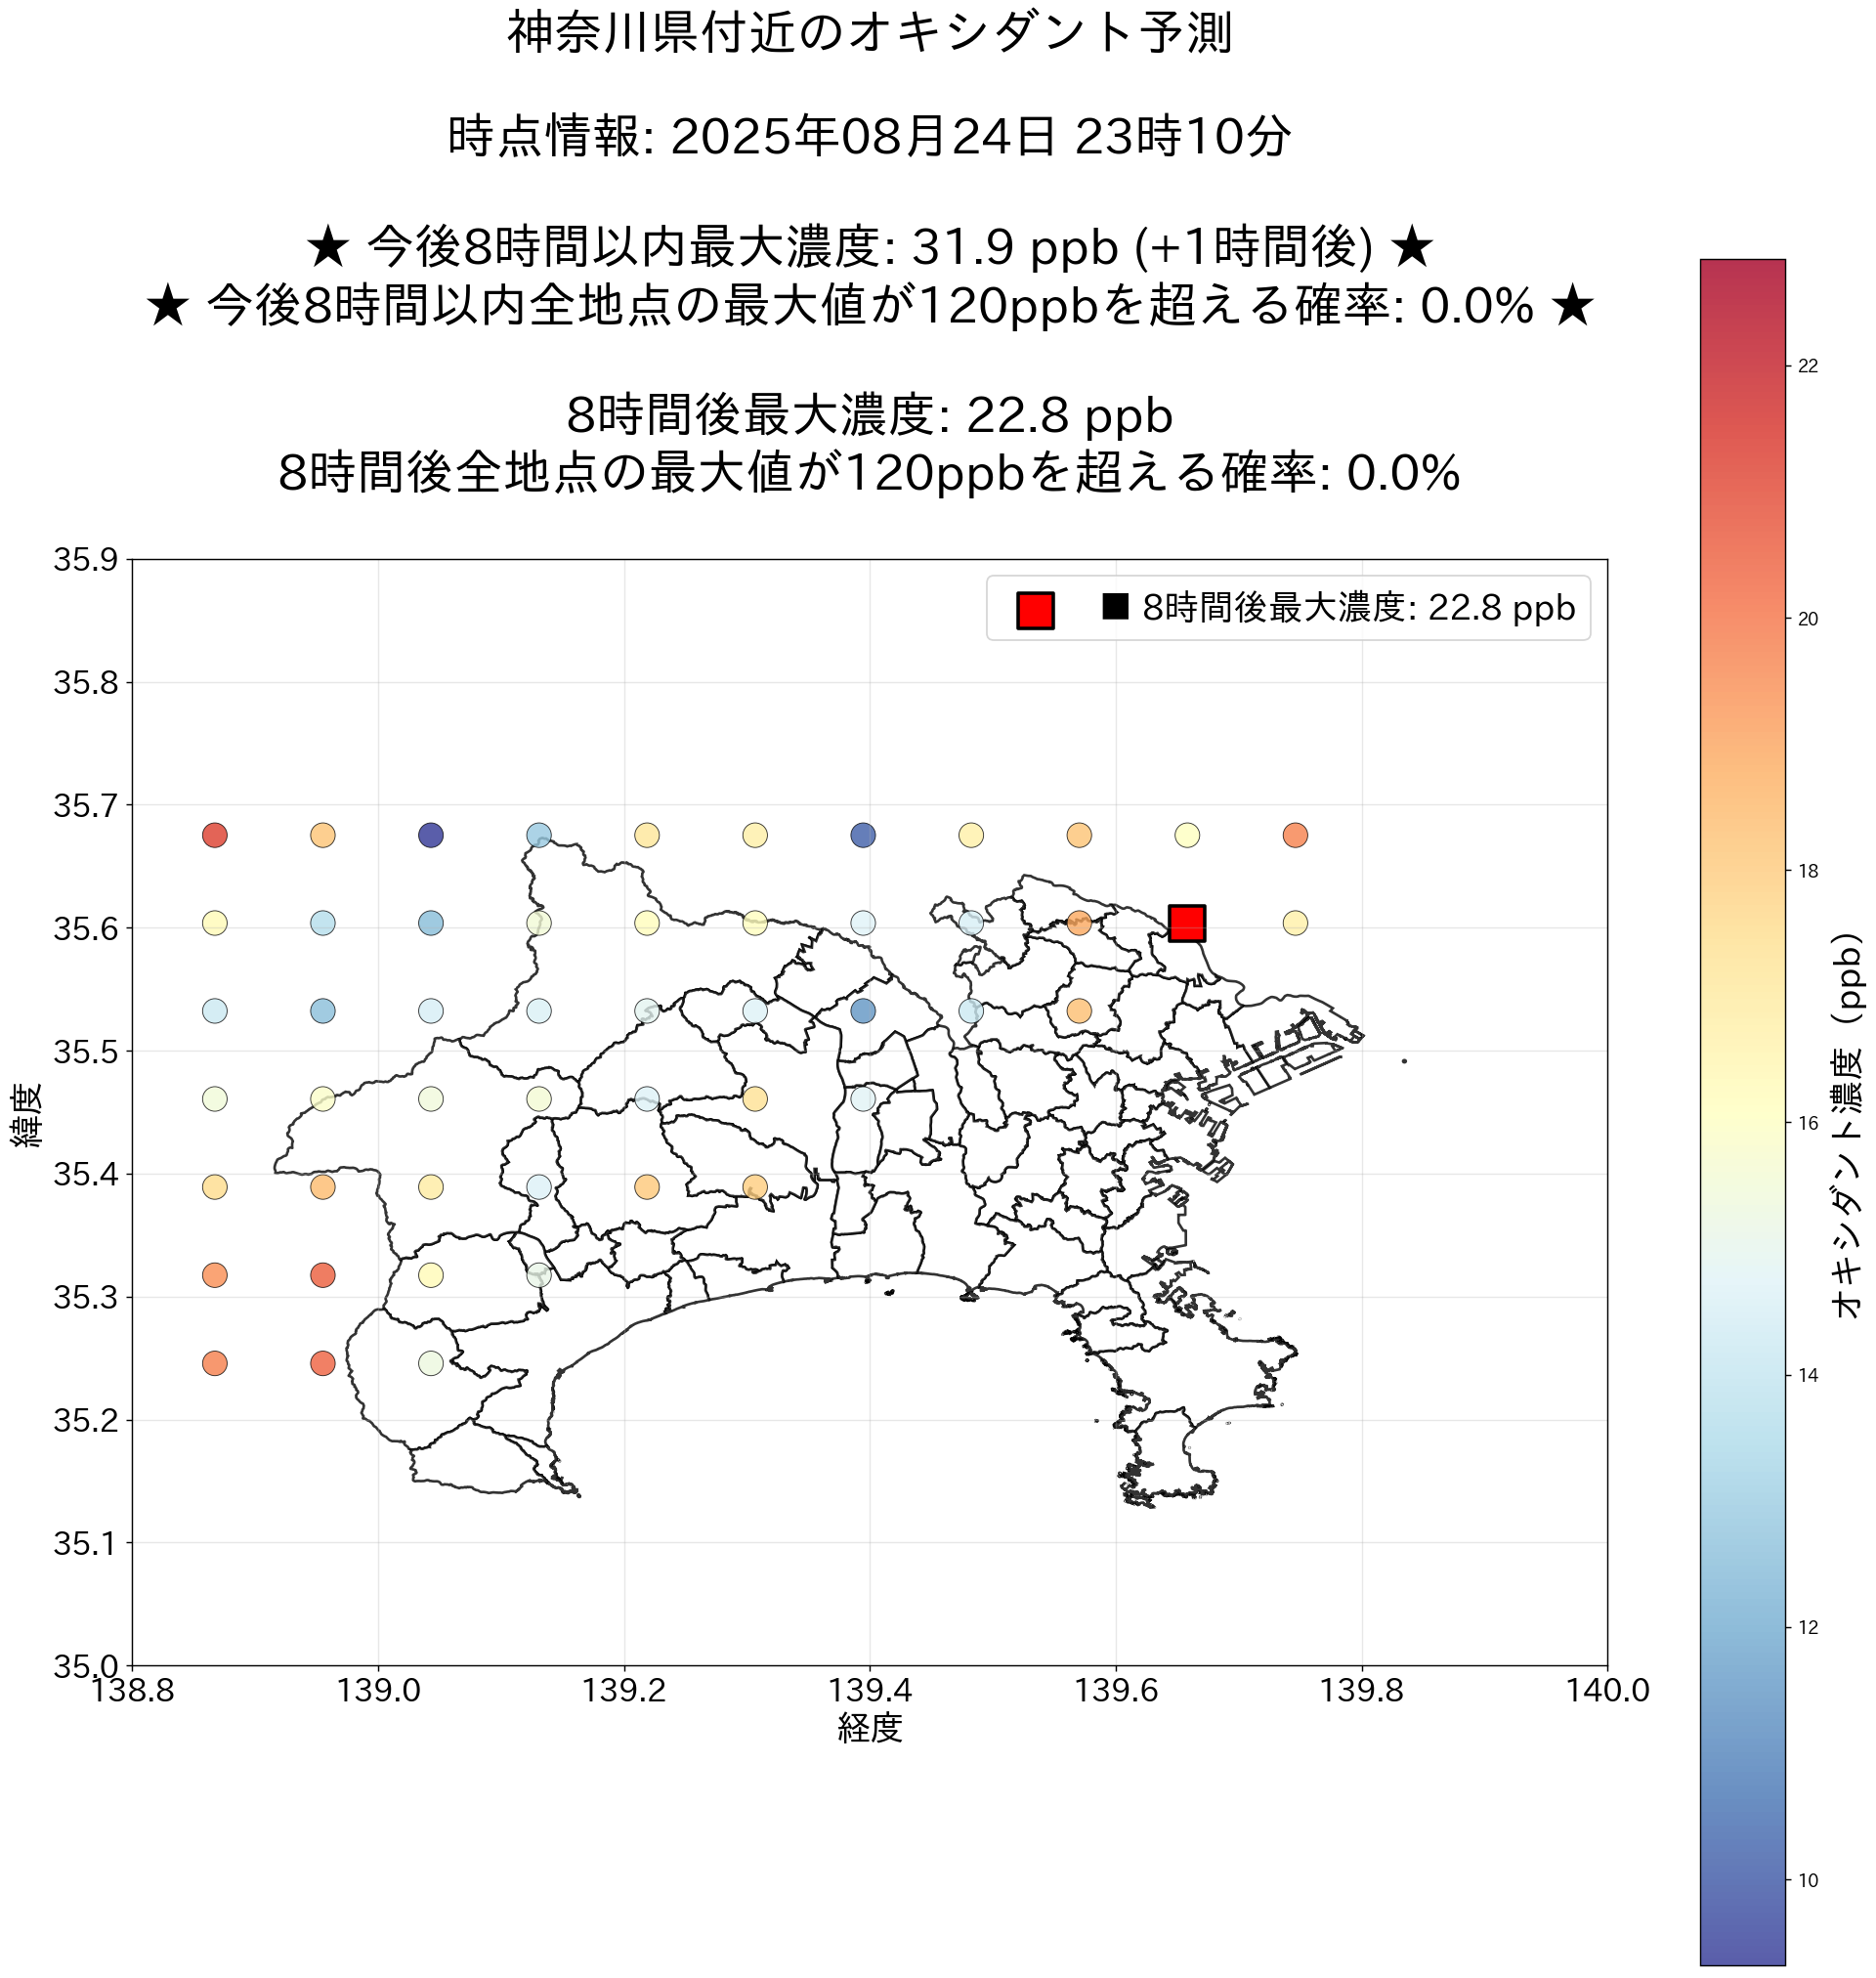 神奈川県付近のオキシダント予測
時点情報: 2025年08月24日 23時10分
★ 今後8時間以内最大濃度: 31.9 ppb (+1時間後) ★
★ 今後8時間以内全地点の最大値が120ppbを超える確率: 0.0% ★
8時間後最大濃度: 22.8 ppb
8時間後全地点の最大値が120ppbを超える確率: 0.0%
■ 8時間後最大濃度: 22.8 ppb
35.9
35.8
35.7
35.6
35.5
35.4
35.3
35.2
35.1
35.0
緯度
138.8 139.0 139.2 139.4 139.6 139.8 140.0
経度
22
20
18
16
14
12
10
オキシダント濃度（ppb）